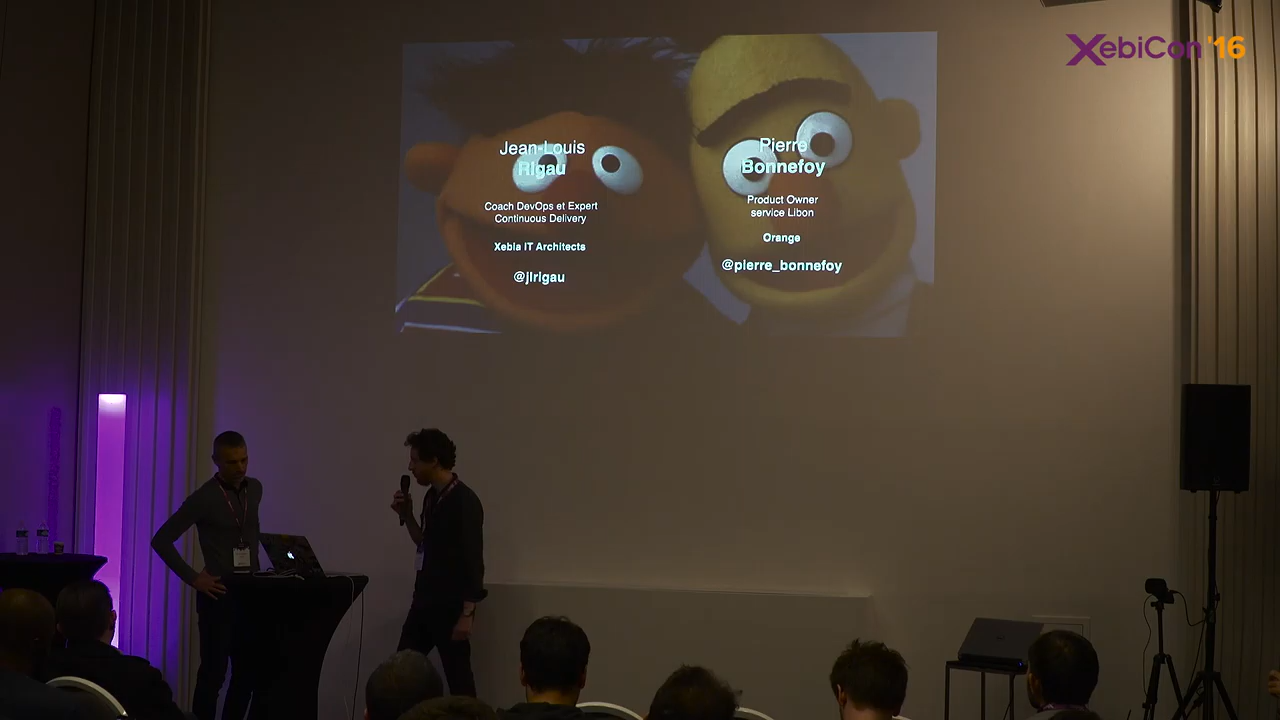 XebiCon '16
Jean-Louis
Rigau
Coach DevOps et Expert
Continuous Delivery
Xebia IT Architects
@jlrigau
Pierre
Bonnefoy
Product Owner
service Libon
Orange
@pierre_bonnefoy